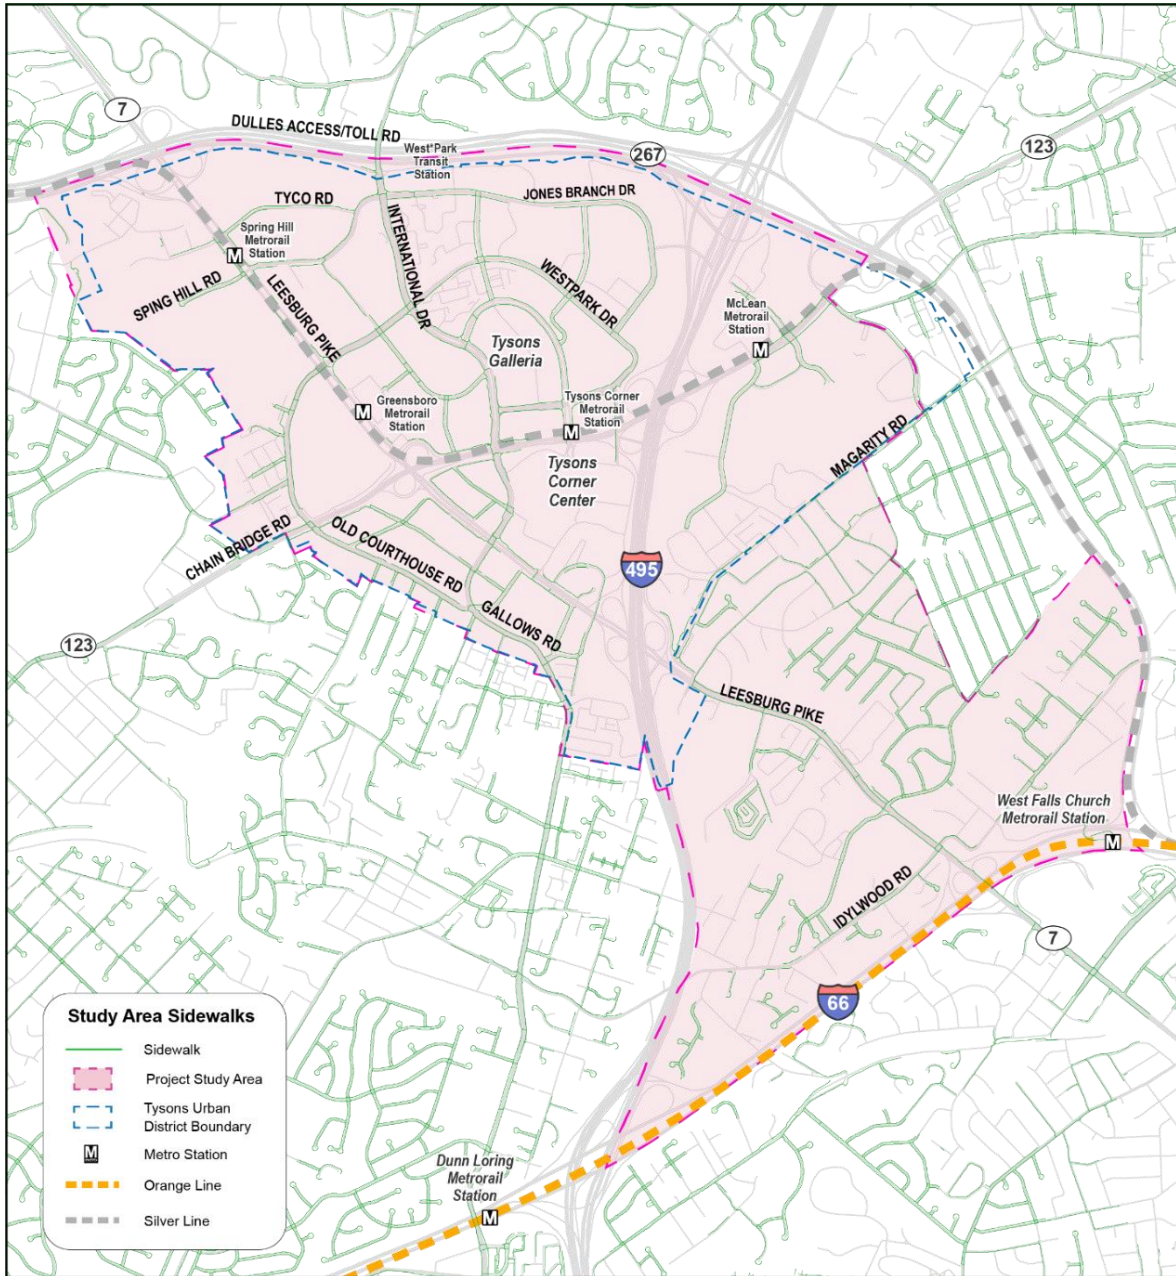 7
DULLES ACCESS/TOLL RD
West*Park
Transit
Station
267
123
TYCO RD
JONES BRANCH DR
Spring Hill
Metrorail
Station
M
INTERNATIONAL DR
SPING HILL RD
LEESBURG PIKE
WESTPARK DR
McLean
Metrorail
Station
M
Tysons
Galleria
M
Greensboro
Metrorail
Station
Tysons Corner
Metrorail
Station
M
MAGARITY RD
Tysons
Corner
Center
CHAIN BRIDGE RD
OLD COURTHOUSE RD
495
GALLOWS RD
123
LEESBURG PIKE
West Falls Church
Metrorail Station
M
IDYLWOOD RD
7
66
Study Area Sidewalks
Sidewalk
Project Study Area
Tysons Urban
District Boundary
M
Metro Station
Orange Line
Silver Line
Dunn Loring
Metrorail
Station
M